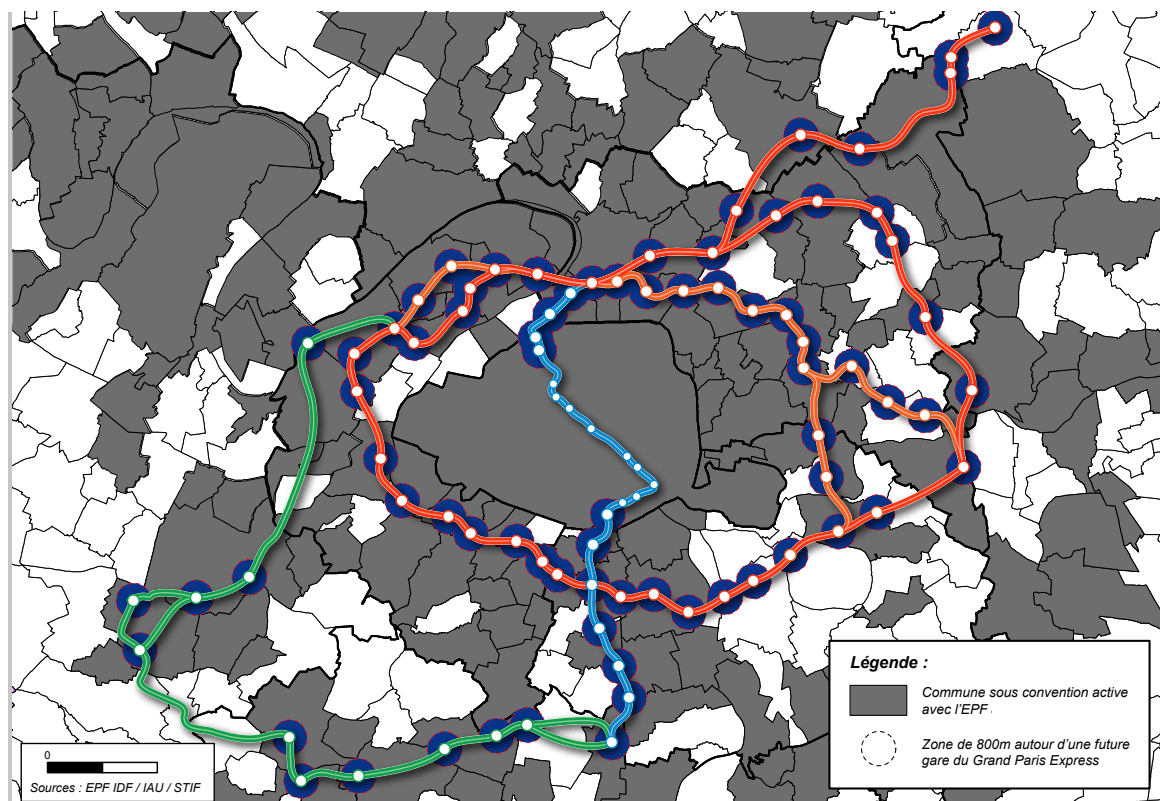 Légende :
Commune sous convention active
avec l'EPF .
Zone de 800m autour d'une future
gare du Grand Paris Express
0
Sources : EPF IDF / IAU / STIF